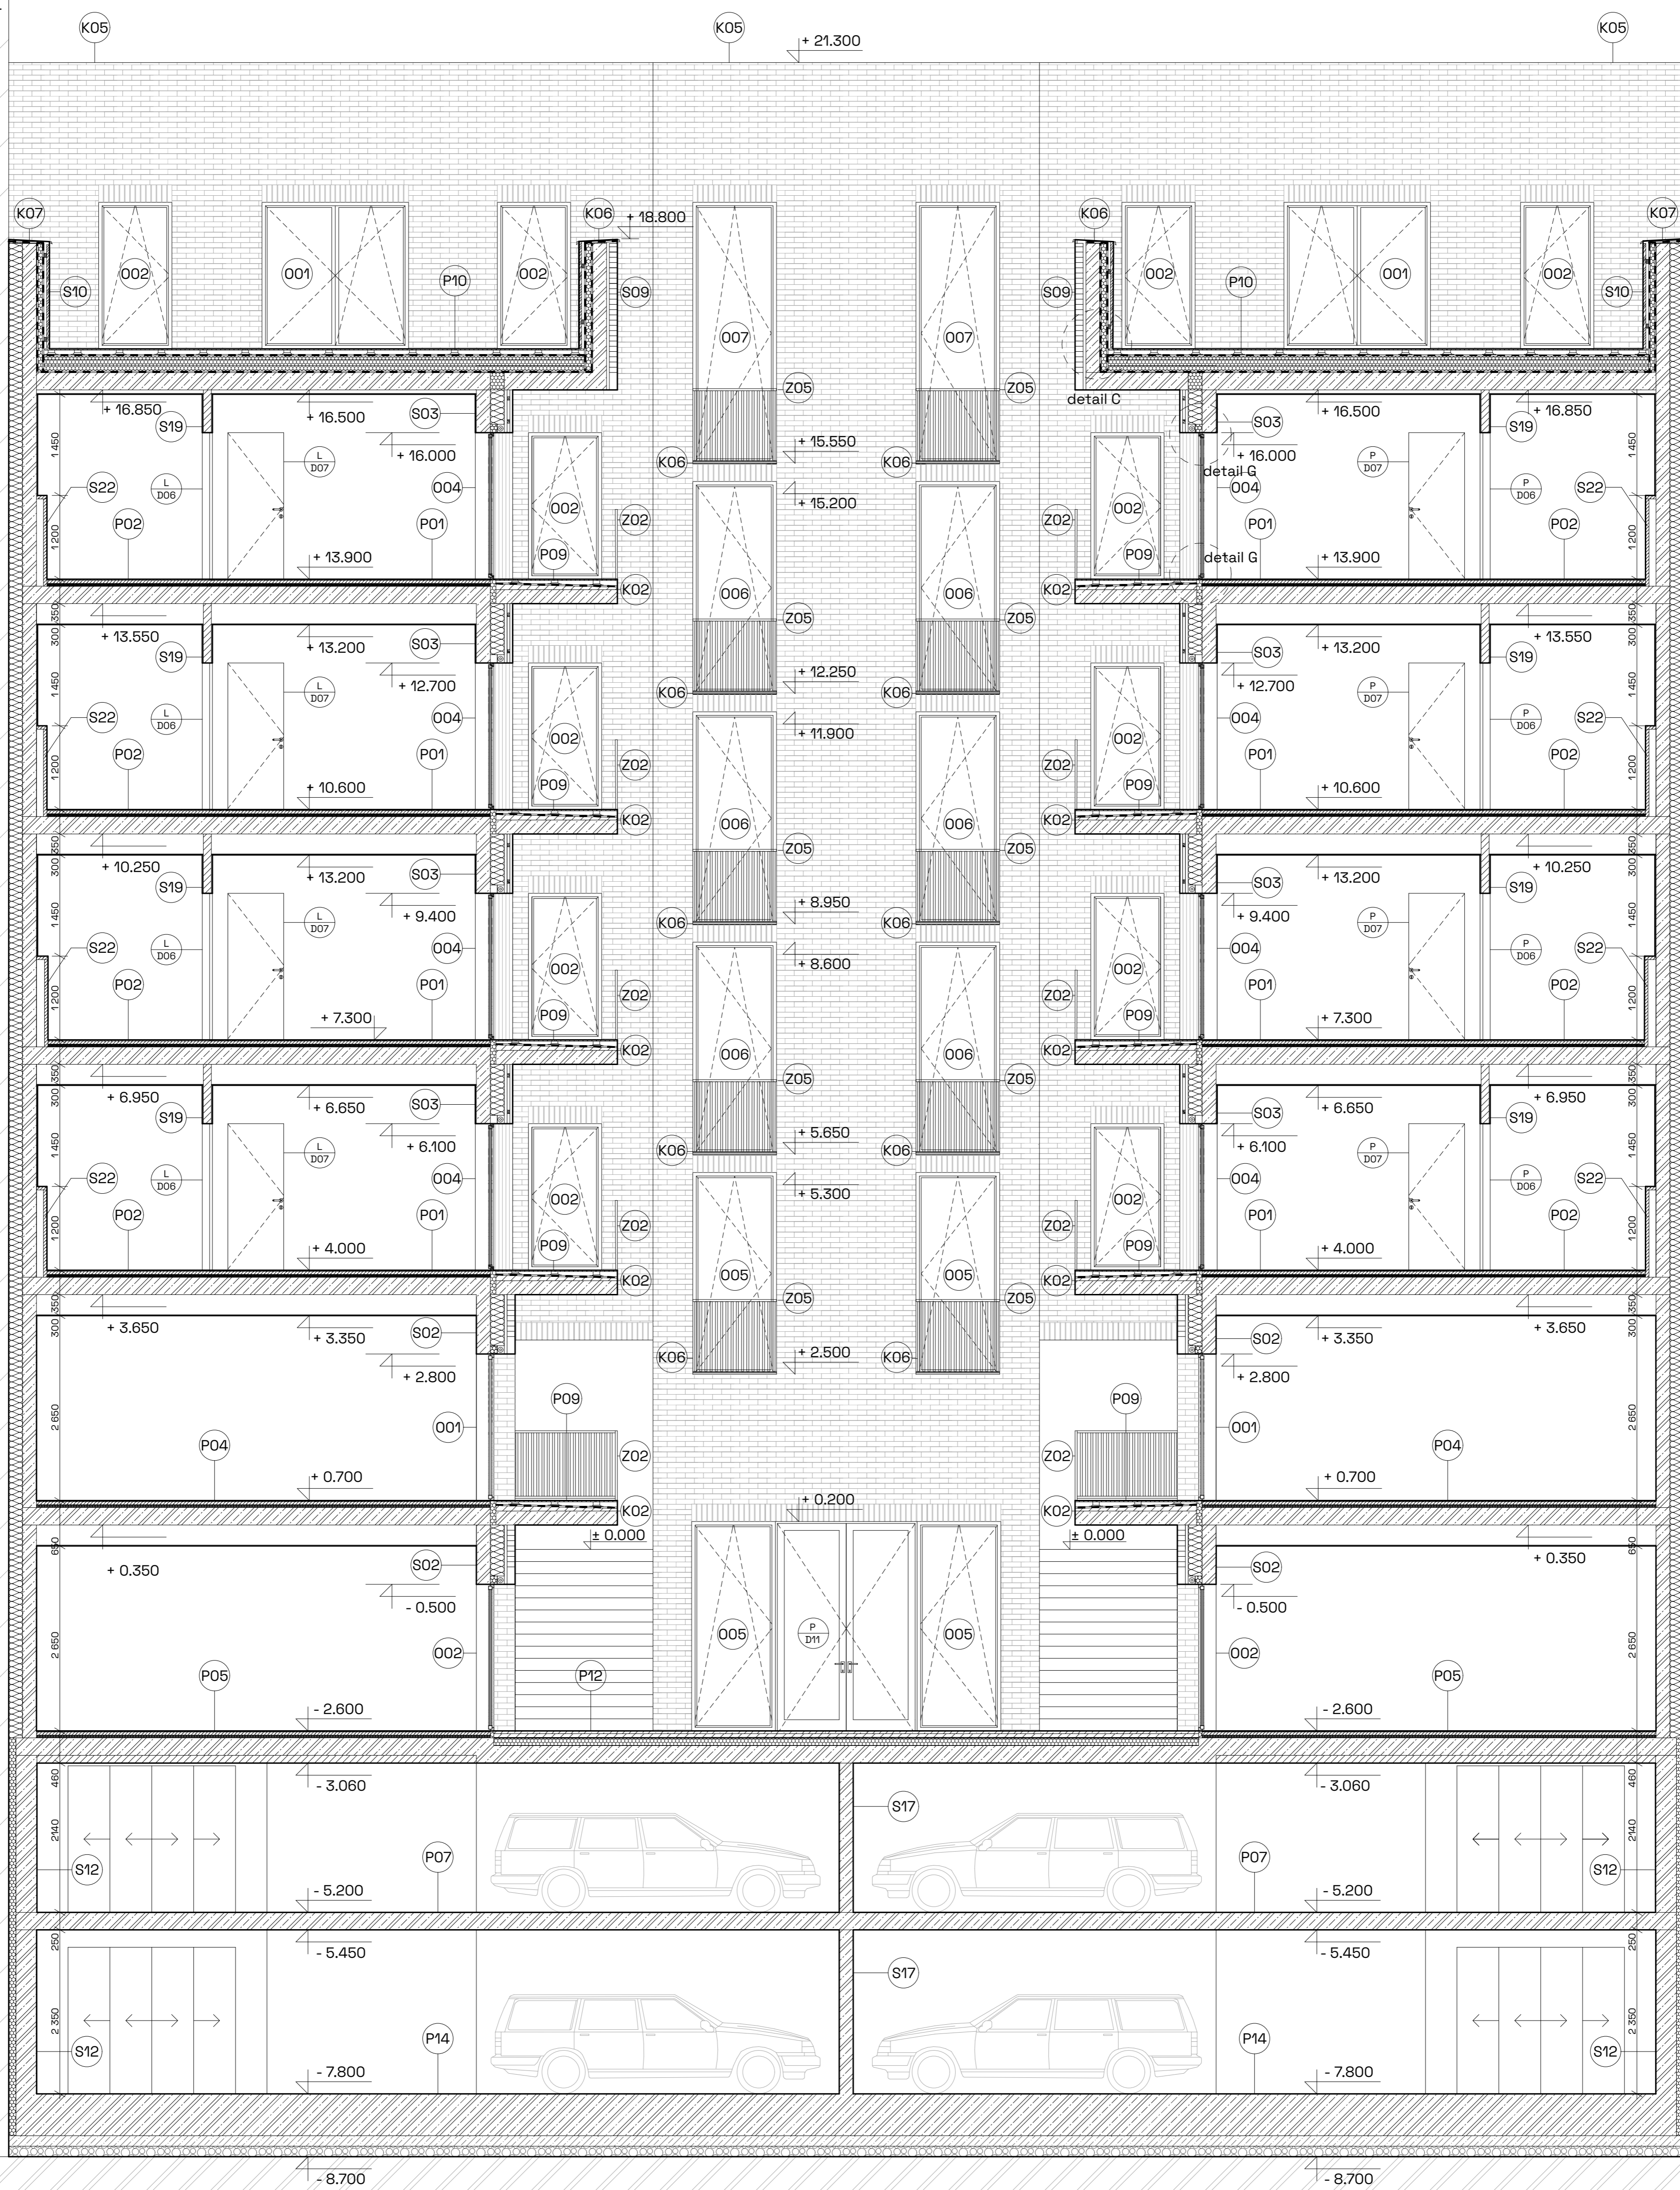 K05 K05 K05
+ 21.300
K07 K06 + 18.800 K06 K07
002 001 P10 002 002 P10 001 002
S10 S09 S09 S10
007 007
Z05 Z05
detail C
+ 16.850 + 16.500 S03 S03 + 16.500 + 16.850
S19 + 16.000 + 15.550 + 16.000 S19
1 450 L D07 K06 K06 detail G P D07 1 450
S22 L D06 004 + 15.200 004 P D06 S22
P02 P01 002 Z02 Z02 002 P01 P02
1 200 + 13.900 P09 P09 detail G + 13.900 1 200
K02 006 006 K02
350 Z05 Z05 350
300 + 13.550 + 13.200 S03 S03 + 13.200 + 13.550 300
S19 + 12.700 + 12.250 + 12.700 S19
1 450 L D07 K06 K06 P D07 1 450
S22 L D06 004 + 11.900 004 P D06 S22
P02 P01 002 Z02 Z02 002 P01 P02
1 200 + 10.600 P09 P09 + 10.600 1 200
K02 006 006 K02
350 Z05 Z05 350
300 + 10.250 + 13.200 S03 S03 + 13.200 + 10.250 300
S19 + 9.400 + 8.950 + 9.400 S19
1 450 L D07 K06 K06 P D07 1 450
S22 L D06 004 + 8.600 004 P D06 S22
P02 P01 002 Z02 Z02 002 P01 P02
1 200 + 7.300 P09 P09 + 7.300 1 200
K02 006 006 K02
350 Z05 Z05 350
300 + 6.950 + 6.650 S03 S03 + 6.650 + 6.950 300
S19 + 6.100 + 5.650 + 6.100 S19
1 450 L D07 K06 K06 P D07 1 450
S22 L D06 004 + 5.300 004 P D06 S22
P02 P01 002 Z02 Z02 002 P01 P02
1 200 + 4.000 P09 P09 + 4.000 1 200
K02 005 005 K02
350 Z05 Z05 350
300 + 3.650 + 3.350 S02 S02 + 3.350 + 3.650 300
+ 2.800 K06 + 2.500 K06 + 2.800
2 650 P09 P09 2 650
P04 001 Z02 Z02 001 P04
+ 0.700 + 0.200 + 0.700
K02 K02
650 ± 0.000 ± 0.000 650
+ 0.350 S02 S02 + 0.350
- 0.500 - 0.500
2 650 002 005 P D11 005 002 2 650
P05 P12 P05
- 2.600 - 2.600
460 - 3.060 - 3.060 460
S17
2140 P07 P07 2140
S12 S12
- 5.200 - 5.200
250 - 5.450 - 5.450 250
S17
2 350 P14 P14 2 350
S12 S12
- 7.800 - 7.800
- 8.700 - 8.700